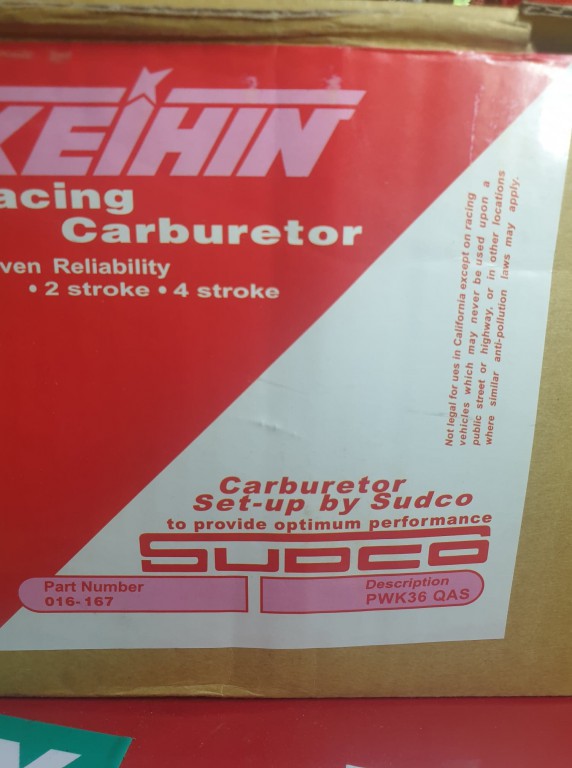 KEIHIN
acing
Carburetor
ven Reliability
• 2 stroke • 4 stroke
Not legal for ues in California except on racing
vehicles which may never be used upon a
public street or highway, or in other locations
where similar anti-pollution laws may apply.
Carburetor
Set-up by Sudco
to provide optimum performance
SUDCO
Part Number
016-167
Description
PWK36 QAS